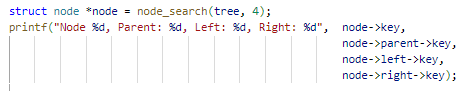 struct node *node = node_search(tree, 4);
printf("Node %d, Parent: %d, Left: %d, Right: %d",  node->key,
node->parent->key,
node->left->key,
node->right->key);